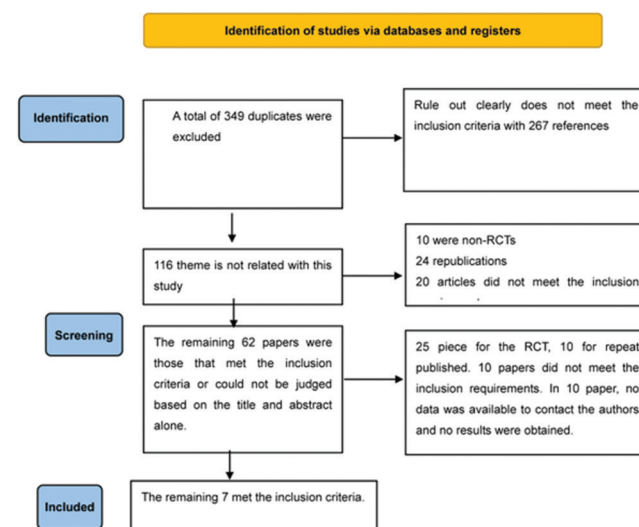 Identification of studies via databases and registers
Identification
A total of 349 duplicates were
excluded
Rule out clearly does not meet the
inclusion criteria with 267 references
116 theme is not related with this
study
10 were non-RCTs
24 republications
20 articles did not meet the inclusion
Screening
The remaining 62 papers were
those that met the inclusion
criteria or could not be judged
based on the title and abstract
alone.
25 piece for the RCT, 10 for repeat
published. 10 papers did not meet the
inclusion requirements. In 10 paper, no
data was available to contact the authors
and no results were obtained.
Included
The remaining 7 met the inclusion criteria.